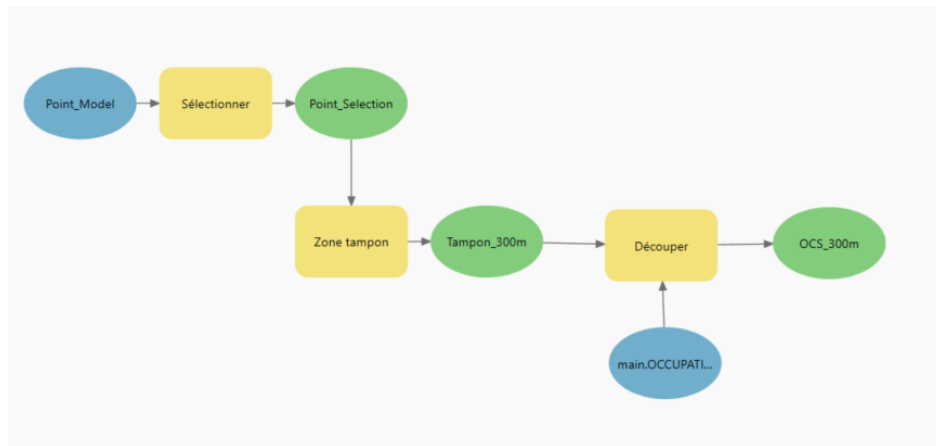 Point_Model
Sélectionner
Point_Selection
Zone tampon
Tampon_300m
Découper
OCS_300m
main.OCCUPATI...